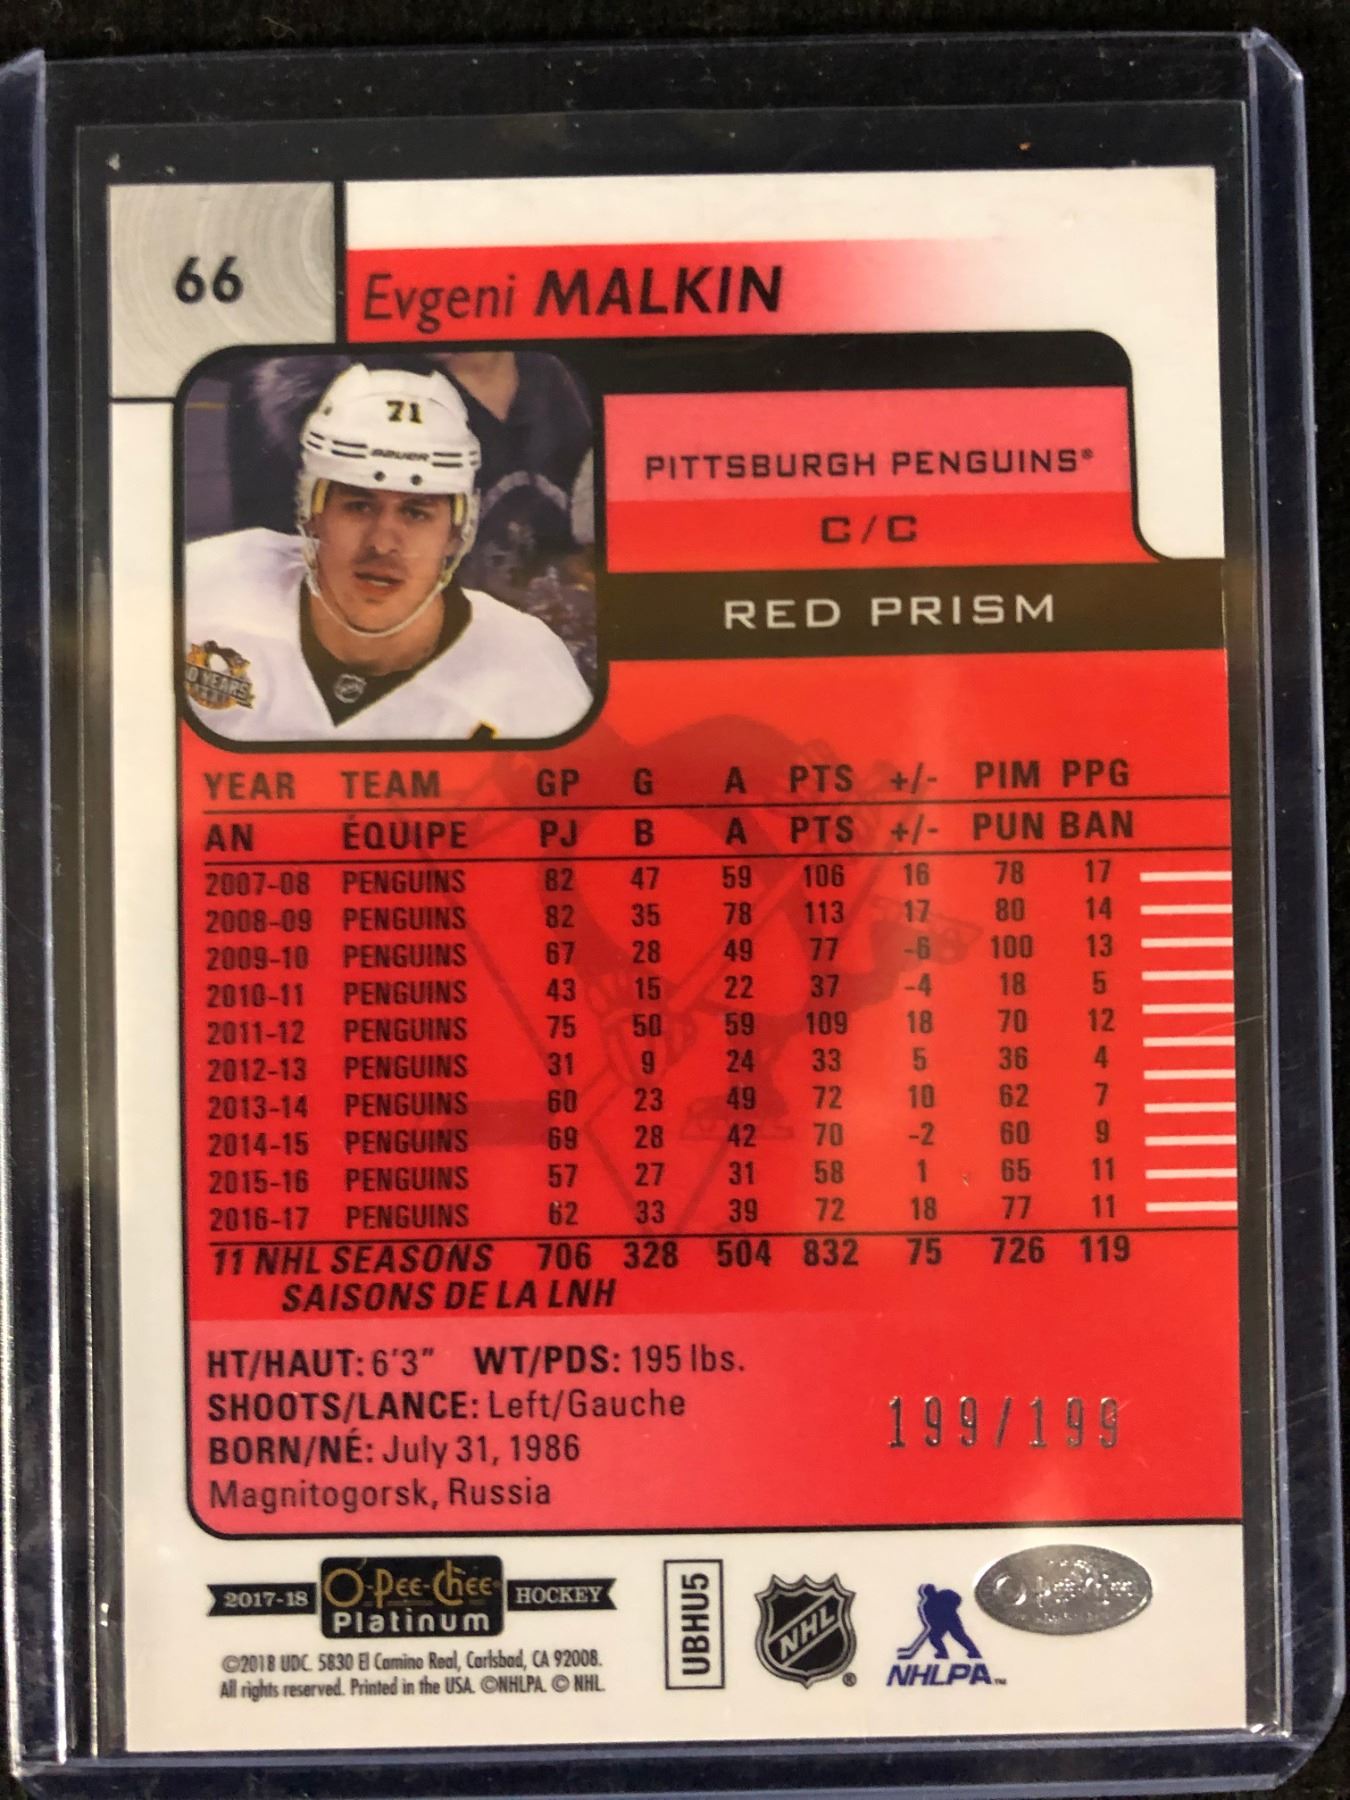 66
Evgeni MALKIN
71
BAUER
PITTSBURGH PENGUINS®
C/C
RED PRISM
YEARS
YEAR TEAM GP G A PTS +/- PIM PPG
AN ÉQUIPE PJ B A PTS +/- PUN BAN
2007-08 PENGUINS 82 47 59 106 16 78 17
2008-09 PENGUINS 82 35 78 113 17 80 14
2009-10 PENGUINS 67 28 49 77 -6 100 13
2010-11 PENGUINS 43 15 22 37 -4 18 5
2011-12 PENGUINS 75 50 59 109 18 70 12
2012-13 PENGUINS 31 9 24 33 5 36 4
2013-14 PENGUINS 60 23 49 72 10 62 7
2014-15 PENGUINS 69 28 42 70 -2 60 9
2015-16 PENGUINS 57 27 31 58 1 65 11
2016-17 PENGUINS 62 33 39 72 18 77 11
11 NHL SEASONS 706 328 504 832 75 726 119
SAISONS DE LA LNH
HT/HAUT: 6'3" WT/PDS: 195 lbs.
SHOOTS/LANCE: Left/Gauche
BORN/NÉ: July 31, 1986
Magnitogorsk, Russia
199/199
2017-18 O-Pee-Chee Platinum HOCKEY
©2018 UDC. 5830 El Camino Real, Carlsbad, CA 92008.
All rights reserved. Printed in the USA. ©NHLPA. © NHL.
UBHU5
NHL®
NHLPA™
O-Pee-Chee